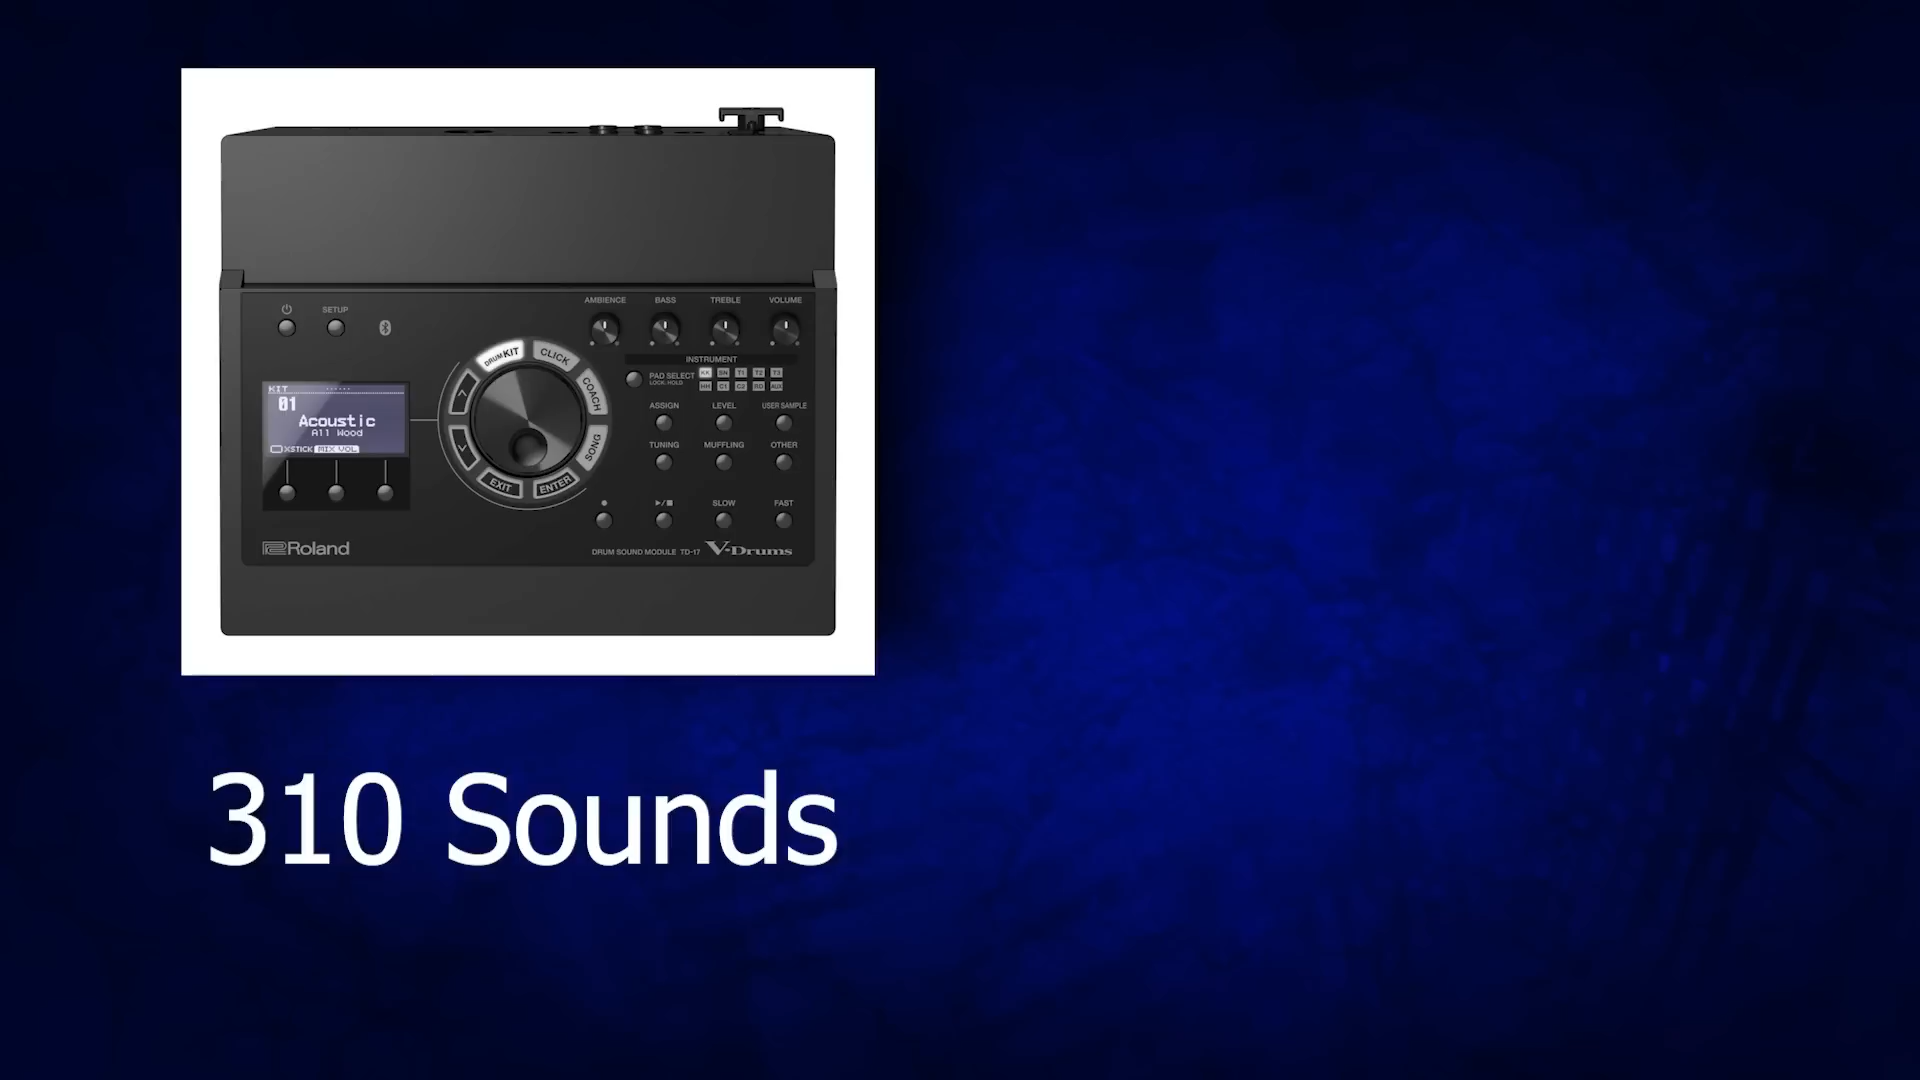 AMBIENCE BASS TREBLE VOLUME
SETUP
INSTRUMENT
DRUM KIT
CLICK
COACH
SONG
ENTER
EXIT
PAD SELECT
LOCK: HOLD
KK SN T1 T2 T3
HH C1 C2 RD AUX
KIT
01
Acoustic
All Wood
XSTICK MIX VOL
ASSIGN LEVEL USER SAMPLE
TUNING MUFFLING OTHER
SLOW FAST
Roland
DRUM SOUND MODULE TD-17 V-Drums
310 Sounds